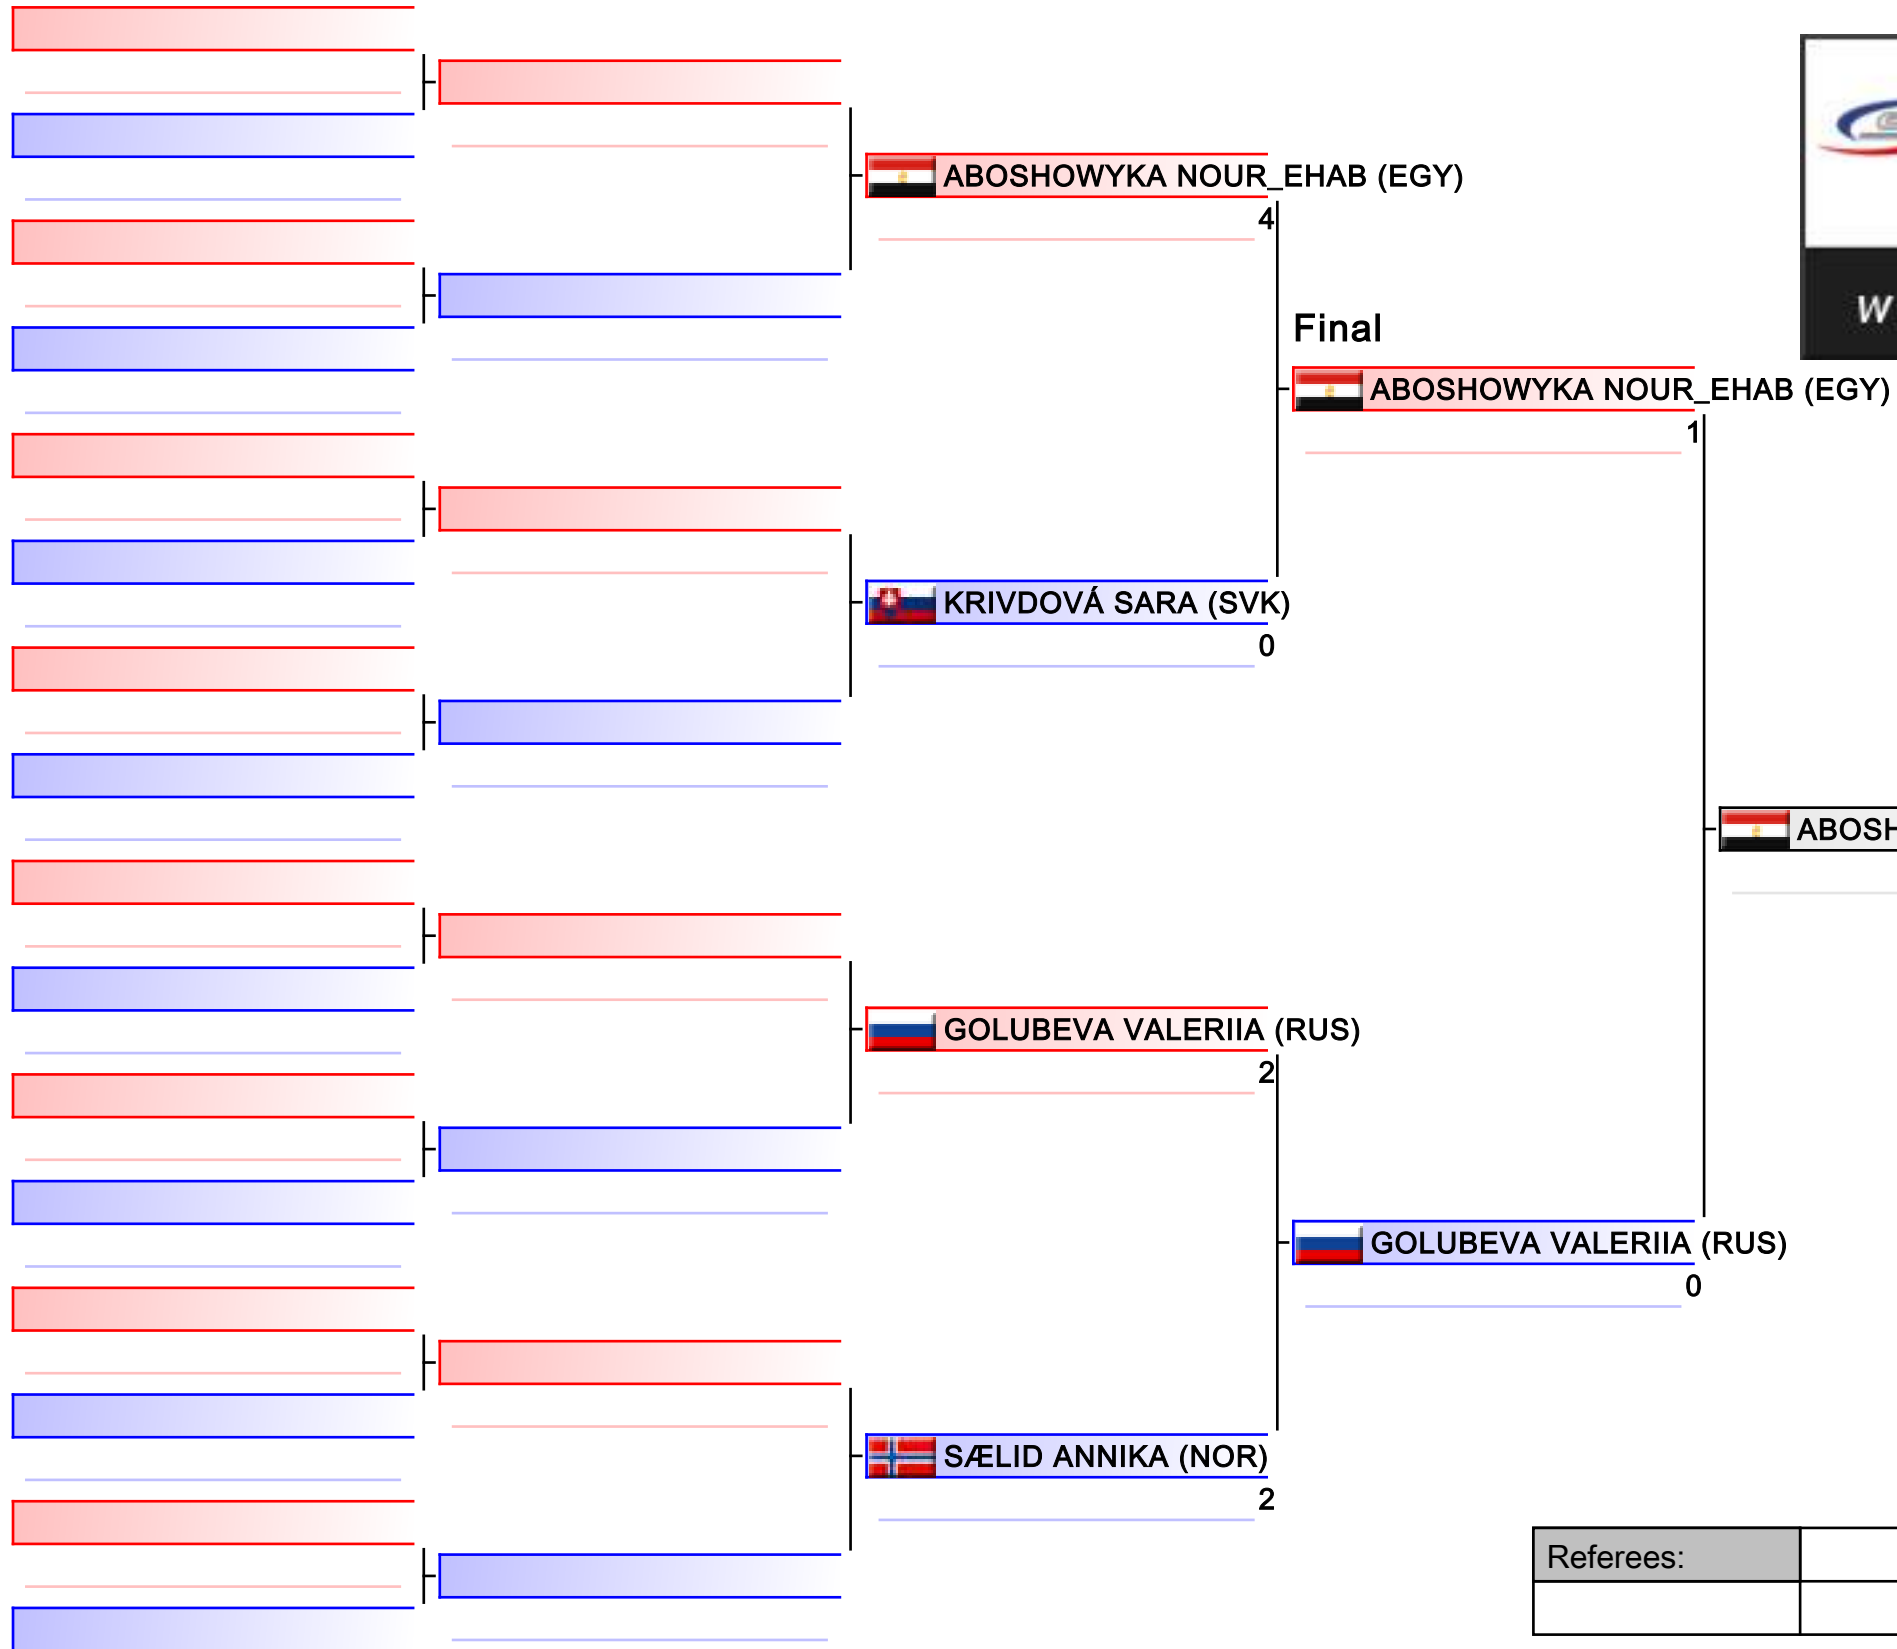 ABOSHOWYKA NOUR_EHAB (EGY)
4
W
Final
ABOSHOWYKA NOUR_EHAB (EGY)
1
KRIVDOVÁ SARA (SVK)
0
ABOSH
GOLUBEVA VALERIIA (RUS)
2
GOLUBEVA VALERIIA (RUS)
0
SÆLID ANNIKA (NOR)
2
Referees: